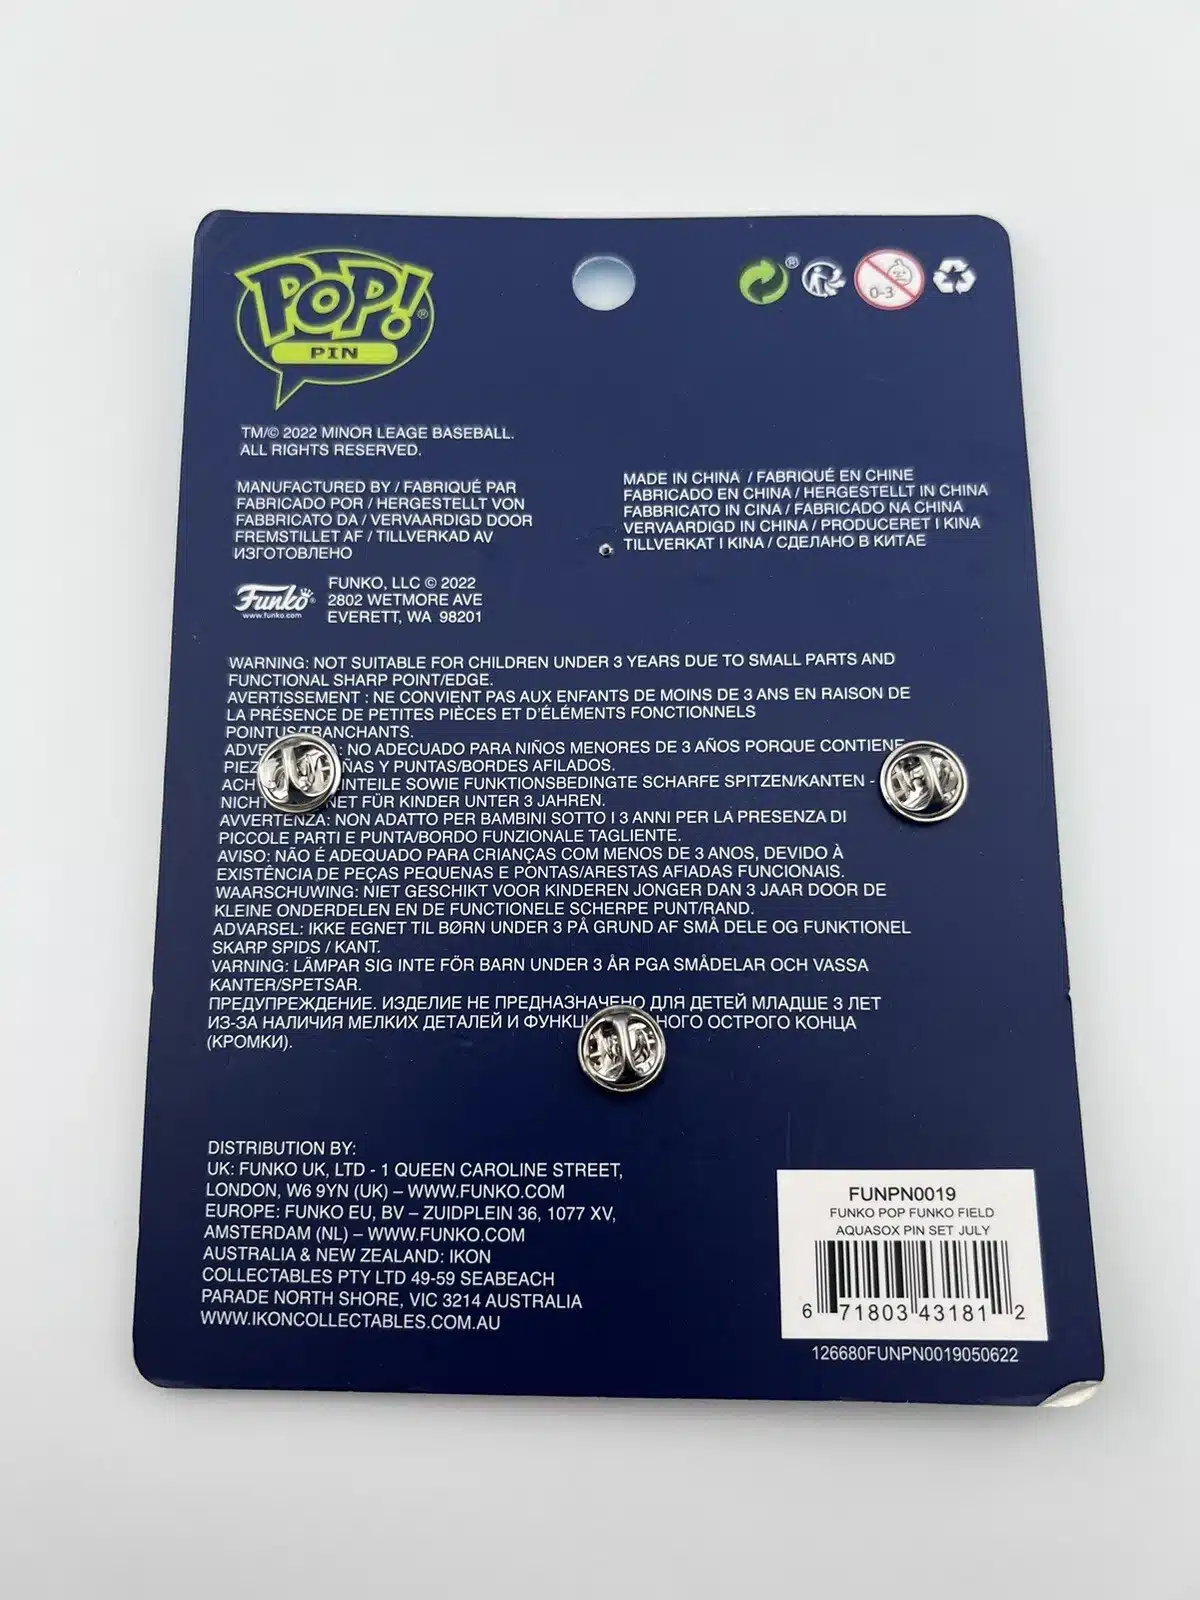 POP!®
PIN
®
0-3
TM/© 2022 MINOR LEAGE BASEBALL.
ALL RIGHTS RESERVED.
MANUFACTURED BY / FABRIQUÉ PAR
FABRICADO POR / HERGESTELLT VON
FABBRICATO DA / VERVAARDIGD DOOR
FREMSTILLET AF / TILLVERKAD AV
ИЗГОТОВЛЕНО
MADE IN CHINA / FABRIQUÉ EN CHINE
FABRICADO EN CHINA / HERGESTELLT IN CHINA
FABBRICATO IN CINA / FABRICADO NA CHINA
VERVAARDIGD IN CHINA / PRODUCERET I KINA
TILLVERKAT I KINA / СДЕЛАНО В КИТАЕ
Funko®
www.funko.com
FUNKO, LLC © 2022
2802 WETMORE AVE
EVERETT, WA 98201
WARNING: NOT SUITABLE FOR CHILDREN UNDER 3 YEARS DUE TO SMALL PARTS AND
FUNCTIONAL SHARP POINT/EDGE.
AVERTISSEMENT : NE CONVIENT PAS AUX ENFANTS DE MOINS DE 3 ANS EN RAISON DE
LA PRÉSENCE DE PETITES PIÈCES ET D'ÉLÉMENTS FONCTIONNELS
POINTUS/TRANCHANTS.
NO ADECUADO PARA NIÑOS MENORES DE 3 AÑOS PORQUE CONTIENE
Y PUNTAS/BORDES AFILADOS.
SOWIE FUNKTIONSBEDINGTE SCHARFE SPITZEN/KANTEN -
NICHT FÜR KINDER UNTER 3 JAHREN.
AVVERTENZA: NON ADATTO PER BAMBINI SOTTO I 3 ANNI PER LA PRESENZA DI
PICCOLE PARTI E PUNTA/BORDO FUNZIONALE TAGLIENTE.
AVISO: NÃO É ADEQUADO PARA CRIANÇAS COM MENOS DE 3 ANOS, DEVIDO À
EXISTÊNCIA DE PEÇAS PEQUENAS E PONTAS/ARESTAS AFIADAS FUNCIONAIS.
WAARSCHUWING: NIET GESCHIKT VOOR KINDEREN JONGER DAN 3 JAAR DOOR DE
KLEINE ONDERDELEN EN DE FUNCTIONELE SCHERPE PUNT/RAND.
ADVARSEL: IKKE EGNET TIL BØRN UNDER 3 PÅ GRUND AF SMÅ DELE OG FUNKTIONEL
SKARP SPIDS / KANT.
VARNING: LÄMPAR SIG INTE FÖR BARN UNDER 3 ÅR PGA SMÅDELAR OCH VASSA
KANTER/SPETSAR.
ПРЕДУПРЕЖДЕНИЕ. ИЗДЕЛИЕ НЕ ПРЕДНАЗНАЧЕНО ДЛЯ ДЕТЕЙ МЛАДШЕ 3 ЛЕТ
ИЗ-ЗА НАЛИЧИЯ МЕЛКИХ ДЕТАЛЕЙ И ОСТРОГО КОНЦА
(КРОМКИ).
DISTRIBUTION BY:
UK: FUNKO UK, LTD - 1 QUEEN CAROLINE STREET,
LONDON, W6 9YN (UK) – WWW.FUNKO.COM
EUROPE: FUNKO EU, BV – ZUIDPLEIN 36, 1077 XV,
AMSTERDAM (NL) – WWW.FUNKO.COM
AUSTRALIA & NEW ZEALAND: IKON
COLLECTABLES PTY LTD 49-59 SEABEACH
PARADE NORTH SHORE, VIC 3214 AUSTRALIA
WWW.IKONCOLLECTABLES.COM.AU
FUNPN0019
FUNKO POP FUNKO FIELD
AQUASOX PIN SET JULY
6 71803 43181 2
126680FUNPN0019050622